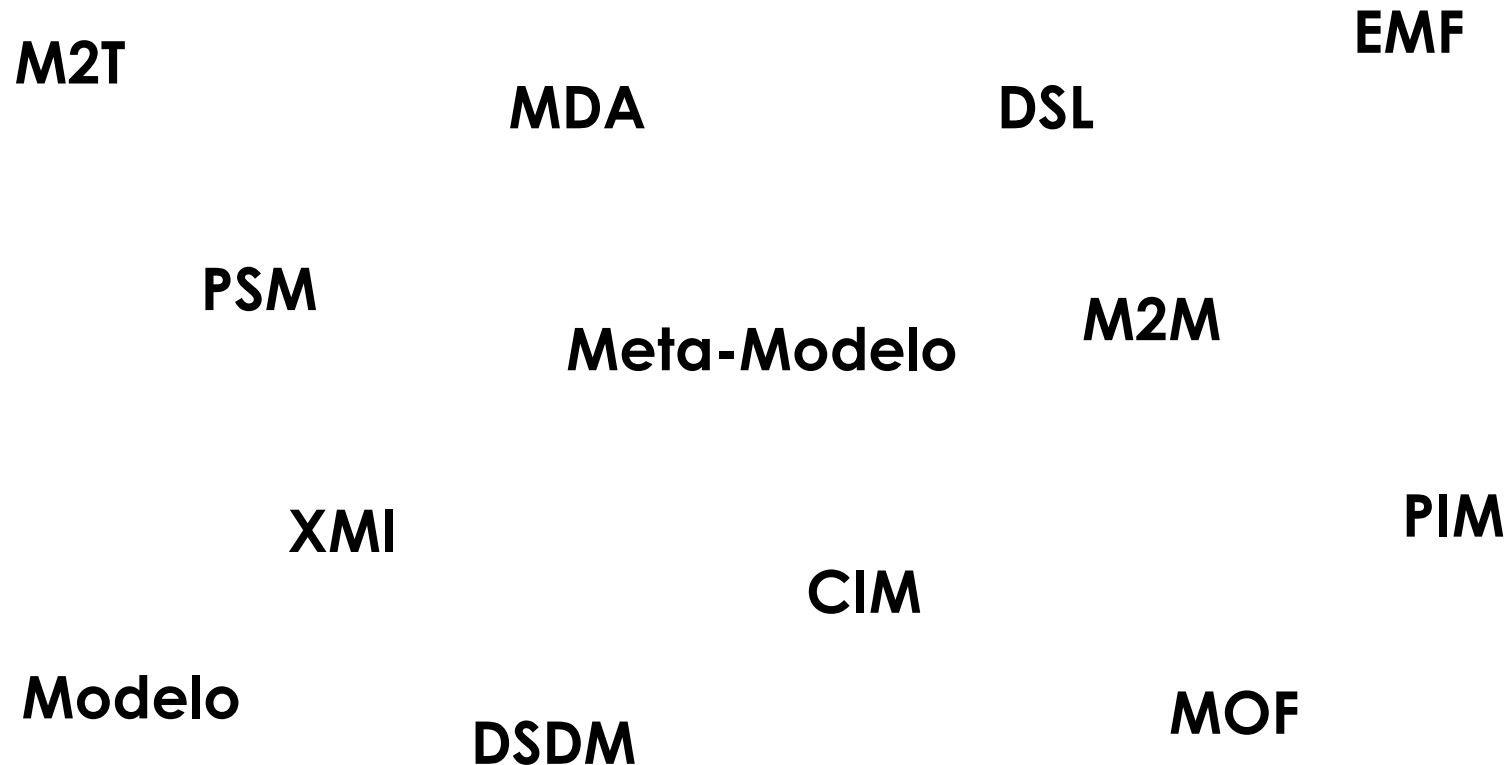 EMF
M2T
MDA
DSL
PSM
M2M
Meta-Modelo
PIM
XMI
CIM
Modelo
MOF
DSDM